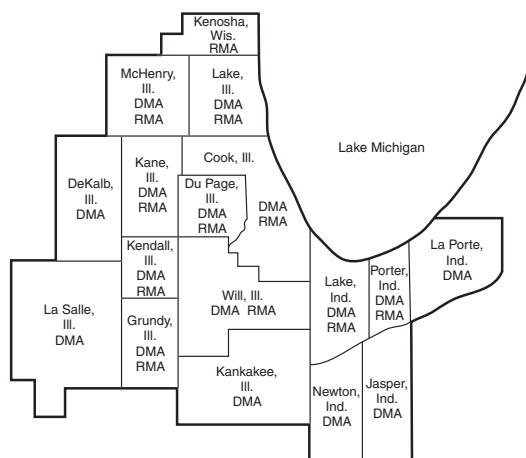 Kenosha,
Wis.
RMA
McHenry,
Ill.
DMA
RMA
Lake,
Ill.
DMA
RMA
Lake Michigan
DeKalb,
Ill.
DMA
Kane,
Ill.
DMA
RMA
Cook, Ill.
DMA
RMA
Du Page,
Ill.
DMA
RMA
Kendall,
Ill.
DMA
RMA
La Salle,
Ill.
DMA
Grundy,
Ill.
DMA
RMA
Will, Ill.
DMA RMA
Kankakee,
Ill.
DMA
Lake,
Ind.
DMA
RMA
Porter,
Ind.
DMA
RMA
La Porte,
Ind.
DMA
Newton,
Ind.
DMA
Jasper,
Ind.
DMA